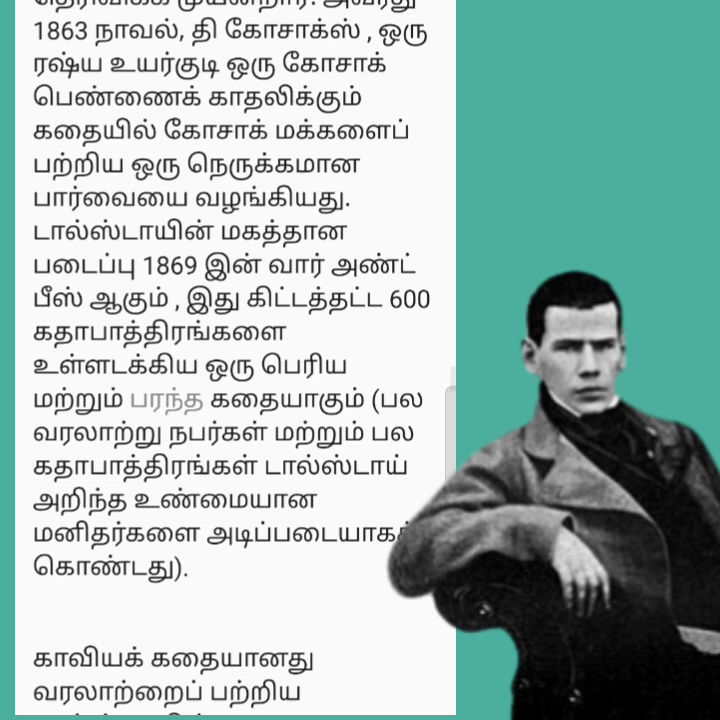 1863 நாவல், தி கோசாக்ஸ் , ஒரு
ரஷ்ய உயர்குடி ஒரு கோசாக்
பெண்ணைக் காதலிக்கும்
கதையில் கோசாக் மக்களைப்
பற்றிய ஒரு நெருக்கமான
பார்வையை வழங்கியது.
டால்ஸ்டாயின் மகத்தான
படைப்பு 1869 இன் வார் அண்ட்
பீஸ் ஆகும் , இது கிட்டத்தட்ட 600
கதாபாத்திரங்களை
உள்ளடக்கிய ஒரு பெரிய
மற்றும் பரந்த கதையாகும் (பல
வரலாற்று நபர்கள் மற்றும் பல
கதாபாத்திரங்கள் டால்ஸ்டாய்
அறிந்த உண்மையான
மனிதர்களை அடிப்படையாகக்
கொண்டது).
காவியக் கதையானது
வரலாற்றைப் பற்றிய